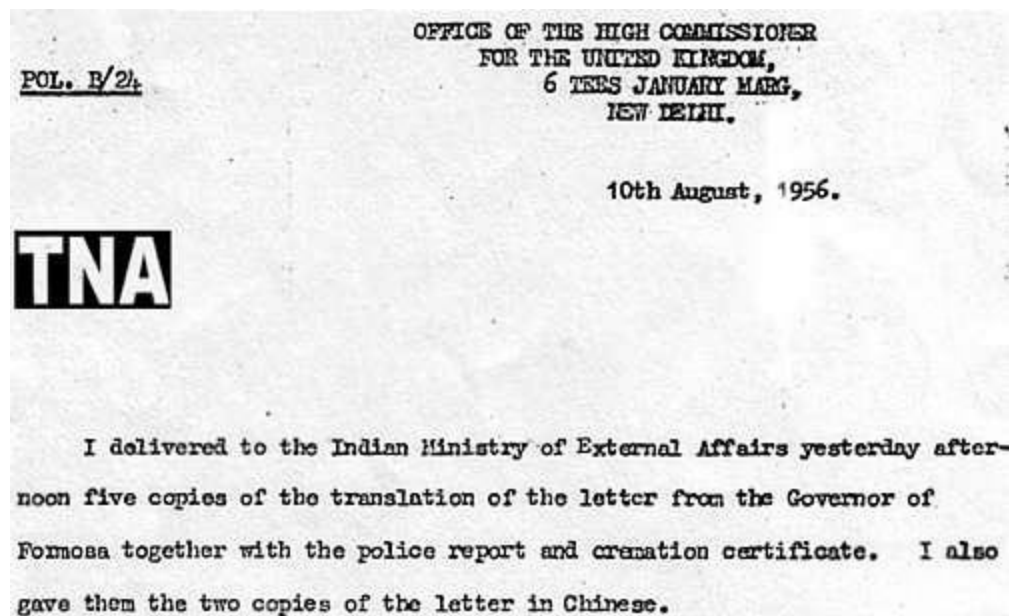 OFFICE OF THE HIGH COMMISSIONER
FOR THE UNITED KINGDOM,
POL. B/24
6 TEES JANUARY MARG,
NEW DELHI.
10th August, 1956.
TNA
I delivered to the Indian Ministry of External Affairs yesterday after-
noon five copies of the translation of the letter from the Governor of
Formosa together with the police report and cremation certificate. I also
gave them the two copies of the letter in Chinese.